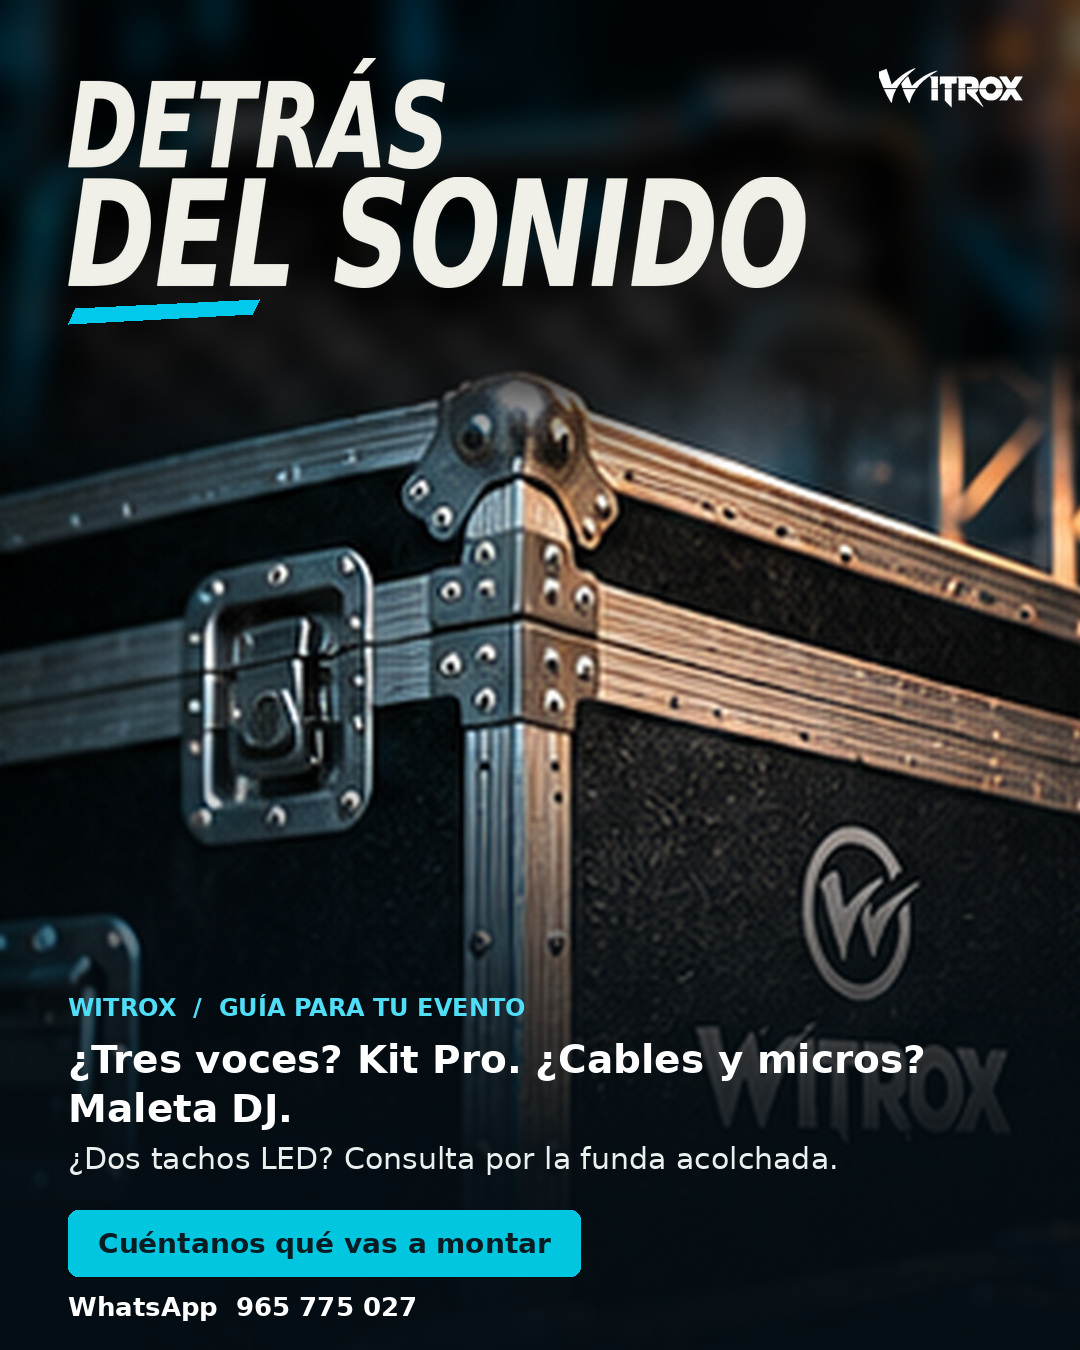 DETRÁS
WITROX
DEL SONIDO
WITROX / GUÍA PARA TU EVENTO
¿Tres voces? Kit Pro. ¿Cables y micros?
Maleta DJ.
WITROX
¿Dos tachos LED? Consulta por la funda acolchada.
Cuéntanos qué vas a montar
WhatsApp 965 775 027